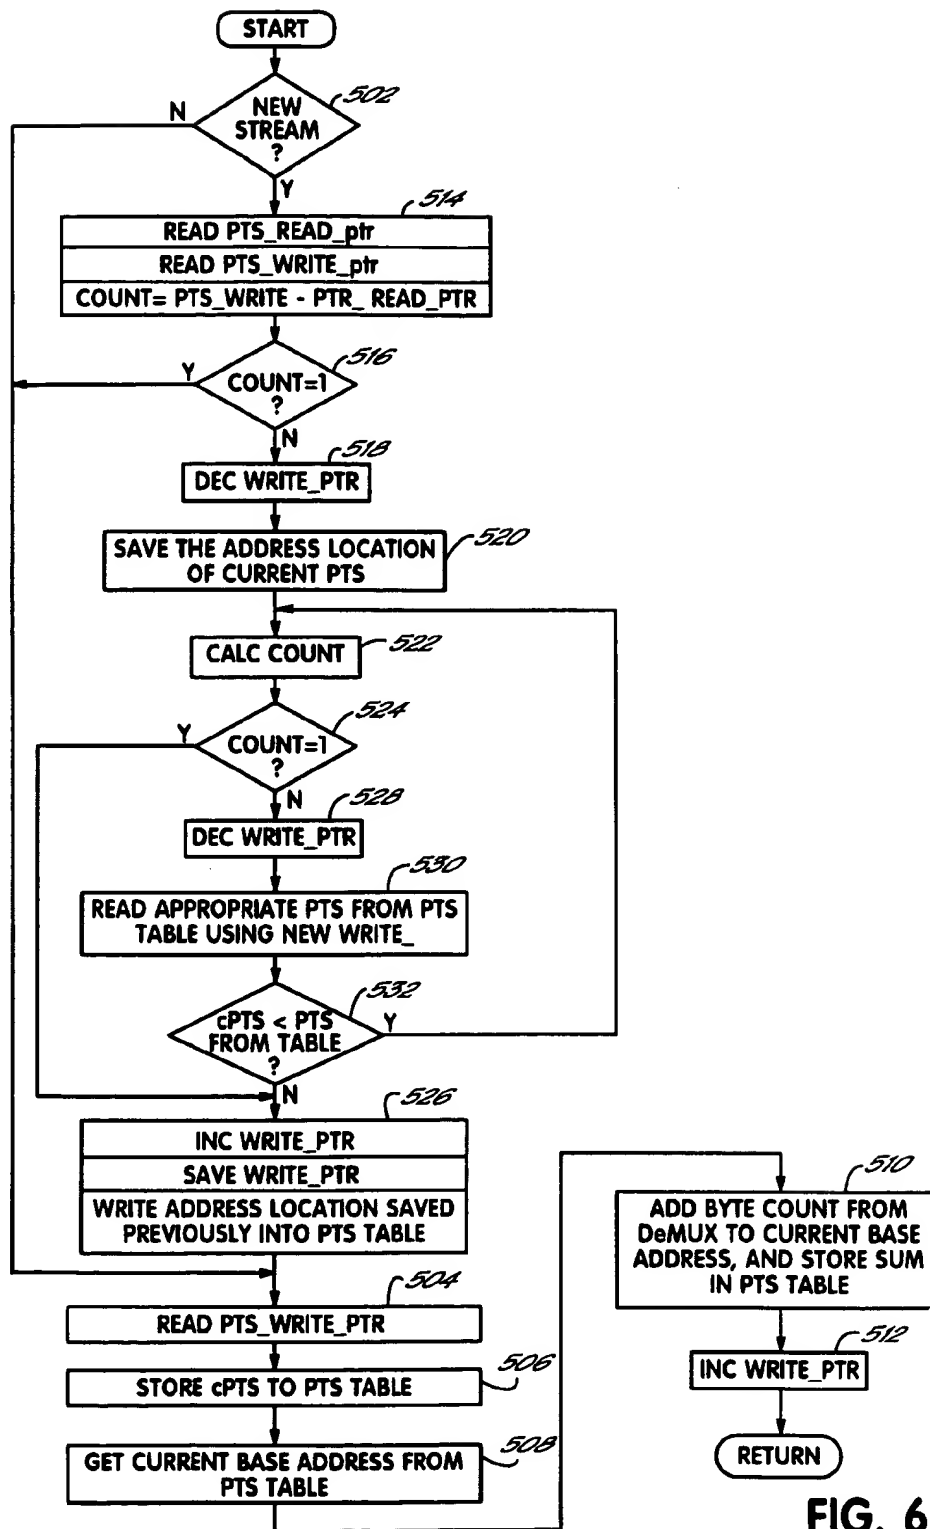 START
502
N
NEW
STREAM
?
Y
514
READ PTS_READ_ptr
READ PTS_WRITE_ptr
COUNT= PTS_WRITE - PTR_ READ_PTR
516
Y
COUNT=1
?
N
518
DEC WRITE_PTR
520
SAVE THE ADDRESS LOCATION
OF CURRENT PTS
CALC COUNT
522
524
Y
COUNT=1
?
N
528
DEC WRITE_PTR
530
READ APPROPRIATE PTS FROM PTS
TABLE USING NEW WRITE_
532
cPTS < PTS
FROM TABLE
?
Y
N
526
INC WRITE_PTR
SAVE WRITE_PTR
WRITE ADDRESS LOCATION SAVED
PREVIOUSLY INTO PTS TABLE
504
READ PTS_WRITE_PTR
STORE cPTS TO PTS TABLE
506
GET CURRENT BASE ADDRESS FROM
PTS TABLE
508
510
ADD BYTE COUNT FROM
DeMUX TO CURRENT BASE
ADDRESS, AND STORE SUM
IN PTS TABLE
512
INC WRITE_PTR
RETURN
FIG. 6